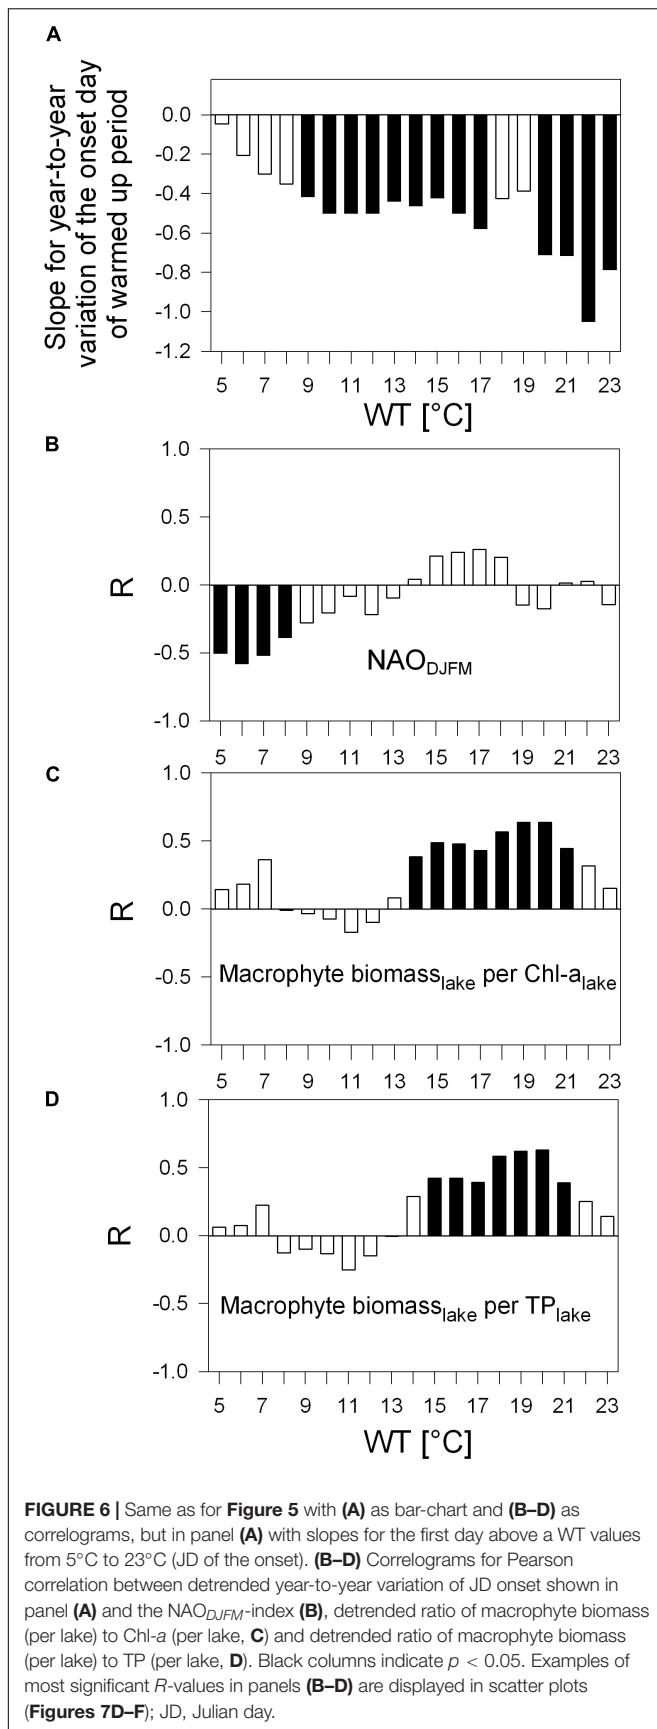 A
Slope for year-to-year
variation of the onset day
of warmed up period
0.0
-0.2
-0.4
-0.6
-0.8
-1.0
-1.2
5 7 9 11 13 15 17 19 21 23
WT [°C]
B
1.0
0.5
0.0
-0.5
-1.0
R
NAODJFM
5 7 9 11 13 15 17 19 21 23
C
1.0
0.5
0.0
-0.5
-1.0
R
Macrophyte biomasslake per Chl-alake
5 7 9 11 13 15 17 19 21 23
D
1.0
0.5
0.0
-0.5
-1.0
R
Macrophyte biomasslake per TPlake
5 7 9 11 13 15 17 19 21 23
WT [°C]
FIGURE 6 | Same as for Figure 5 with (A) as bar-chart and (B–D) as
correlograms, but in panel (A) with slopes for the first day above a WT values
from 5°C to 23°C (JD of the onset). (B–D) Correlograms for Pearson
correlation between detrended year-to-year variation of JD onset shown in
panel (A) and the NAODJFM-index (B), detrended ratio of macrophyte biomass
(per lake) to Chl-a (per lake, C) and detrended ratio of macrophyte biomass
(per lake) to TP (per lake, D). Black columns indicate p < 0.05. Examples of
most significant R-values in panels (B–D) are displayed in scatter plots
(Figures 7D–F); JD, Julian day.